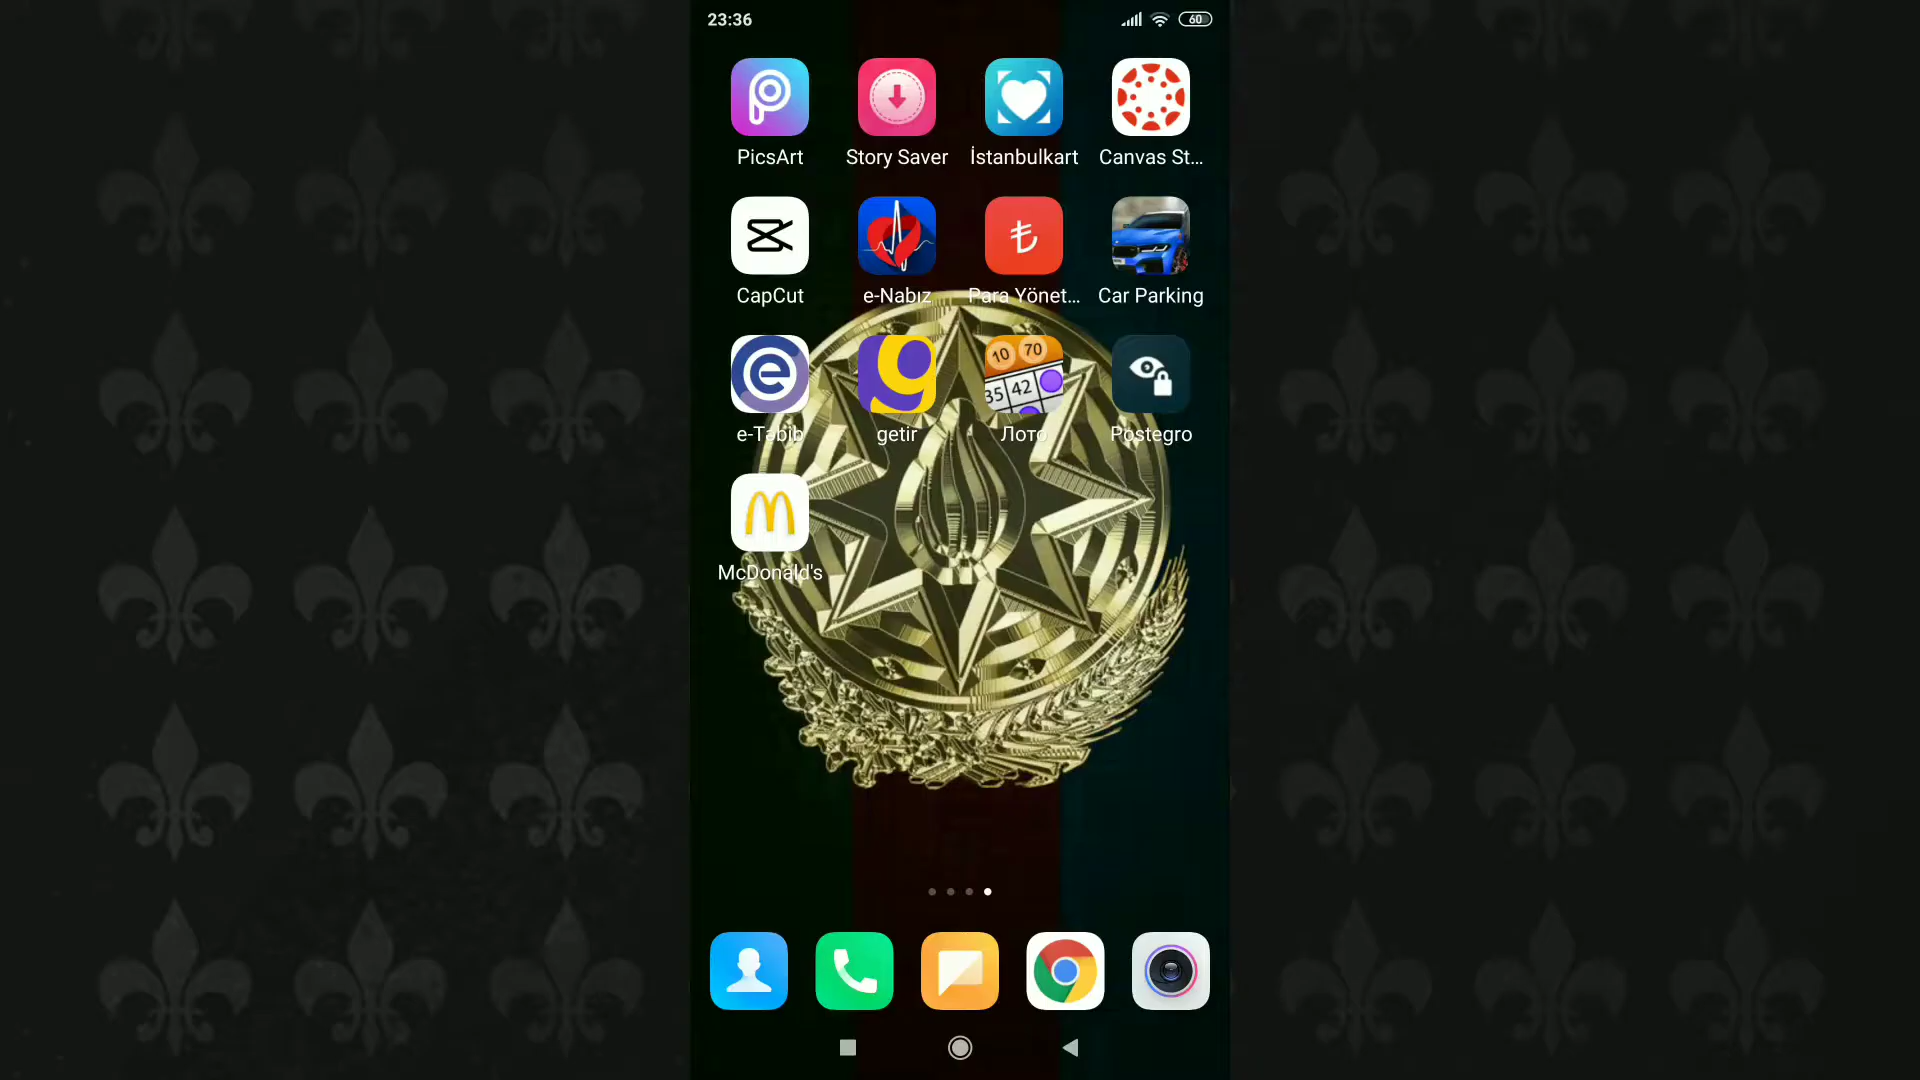 23:36
60
PicsArt
Story Saver
İstanbulkart
Canvas St...
CapCut
e-Nabız
Para Yönet...
Car Parking
10 70
35 42
e-Təbib
getir
Лото
Postegro
McDonald's